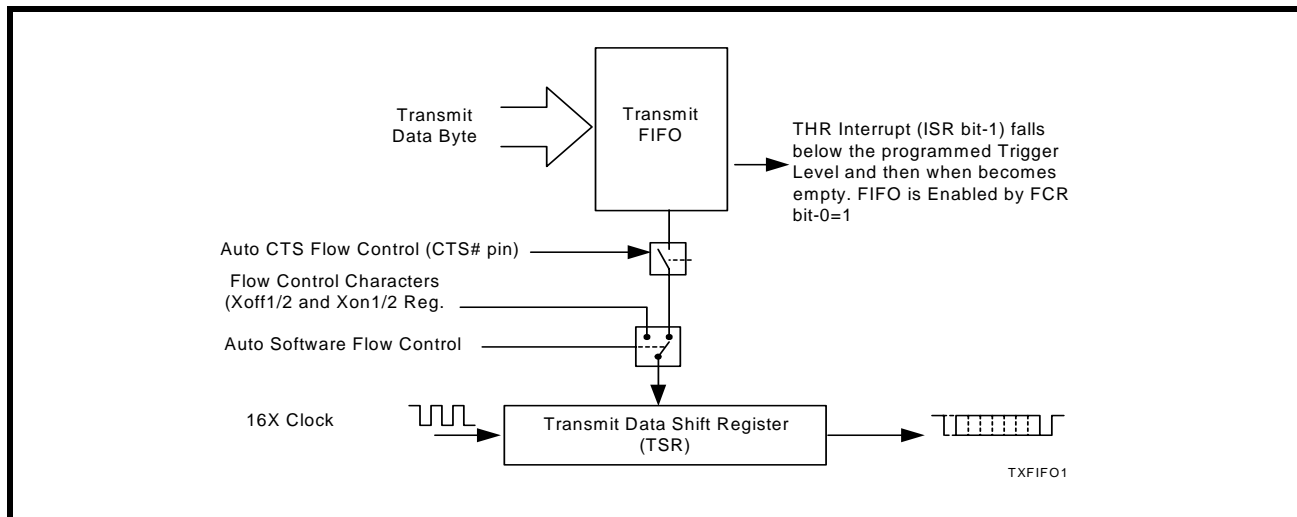 Transmit
FIFO
Transmit
Data Byte
THR Interrupt (ISR bit-1) falls
below the programmed Trigger
Level and then when becomes
empty. FIFO is Enabled by FCR
bit-0=1
Auto CTS Flow Control (CTS# pin)
Flow Control Characters
(Xoff1/2 and Xon1/2 Reg.
Auto Software Flow Control
16X Clock
Transmit Data Shift Register
(TSR)
TXFIFO1